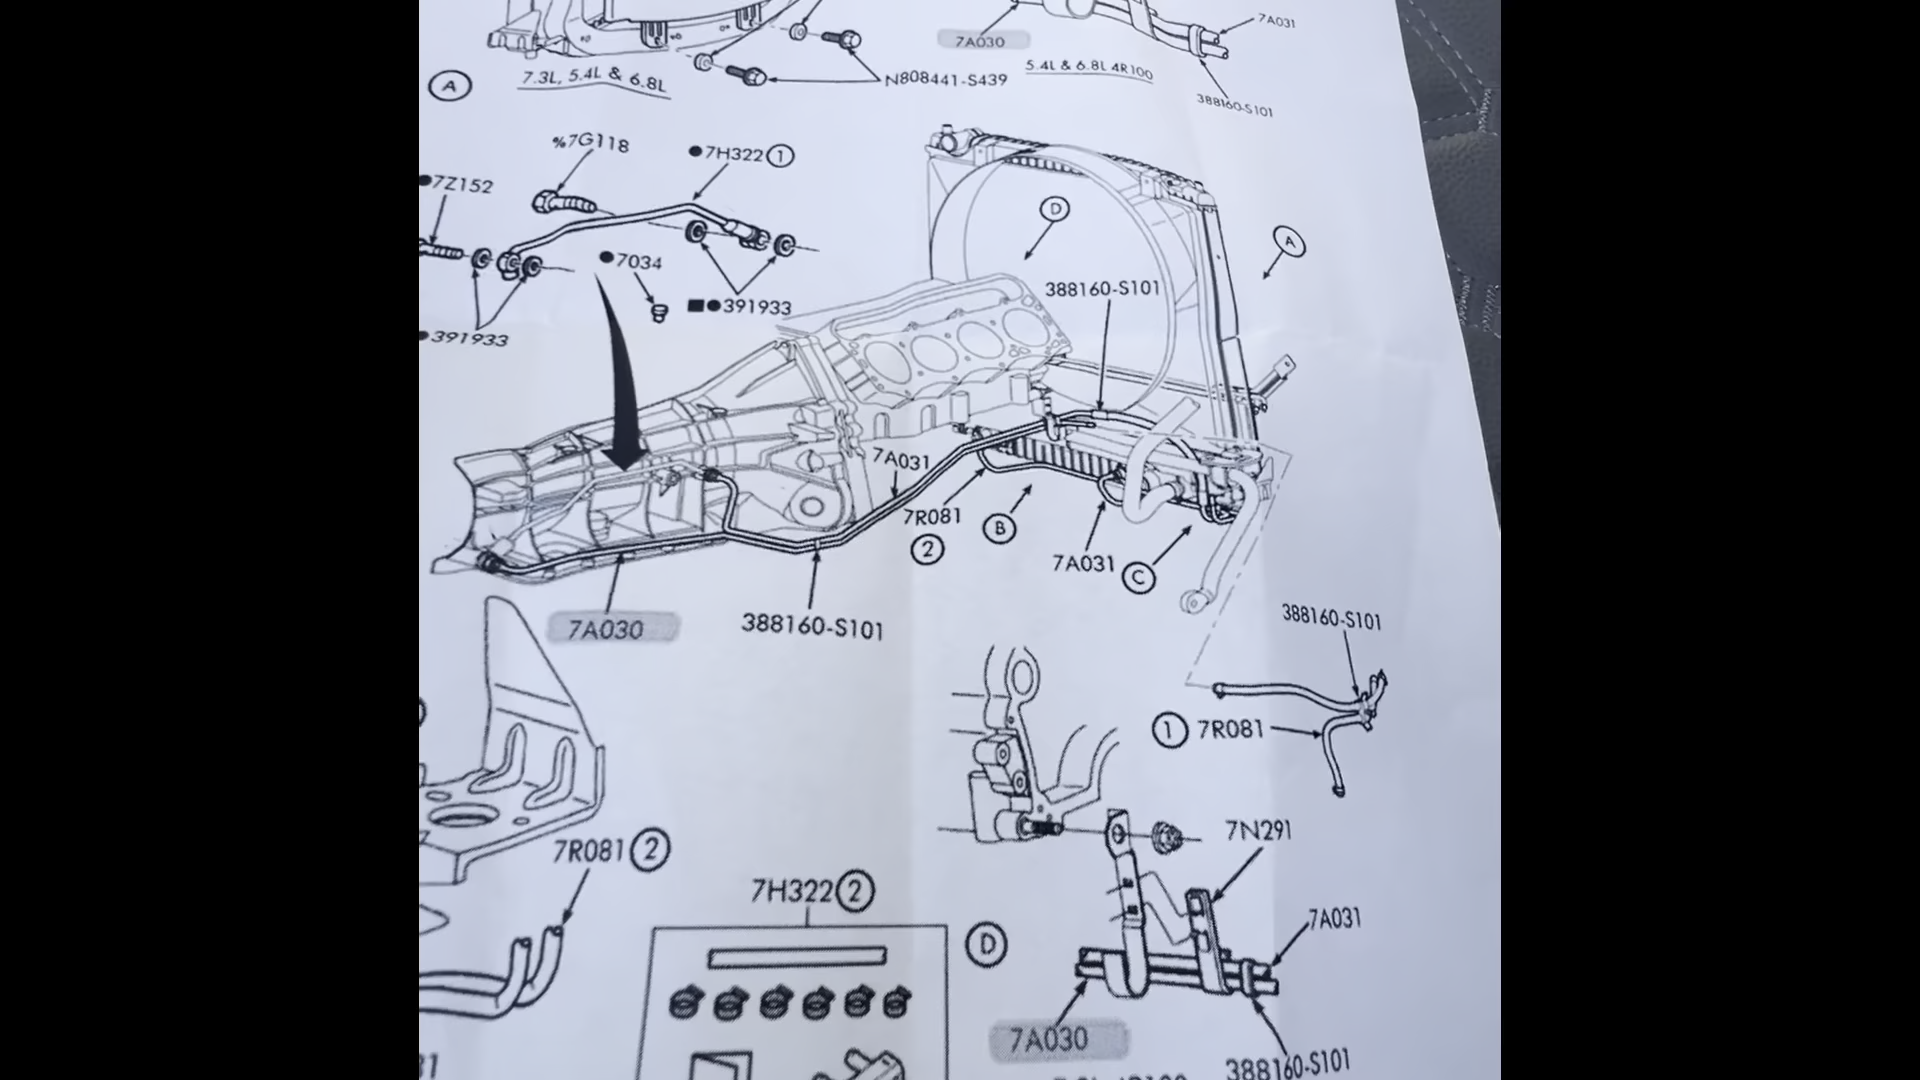 7A031
7A030
5.4L & 6.8L 4R100
388160-S101
A
7.3L, 5.4L & 6.8L
N808441-S439
%7G118
●7H322 1
●7Z152
●7034
■●391933
391933
D
A
388160-S101
7A031
7R081
2
B
7A031
C
7A030
388160-S101
388160-S101
1 7R081
7N291
7R081 2
7H322 2
D
7A031
7A030
388160-S101